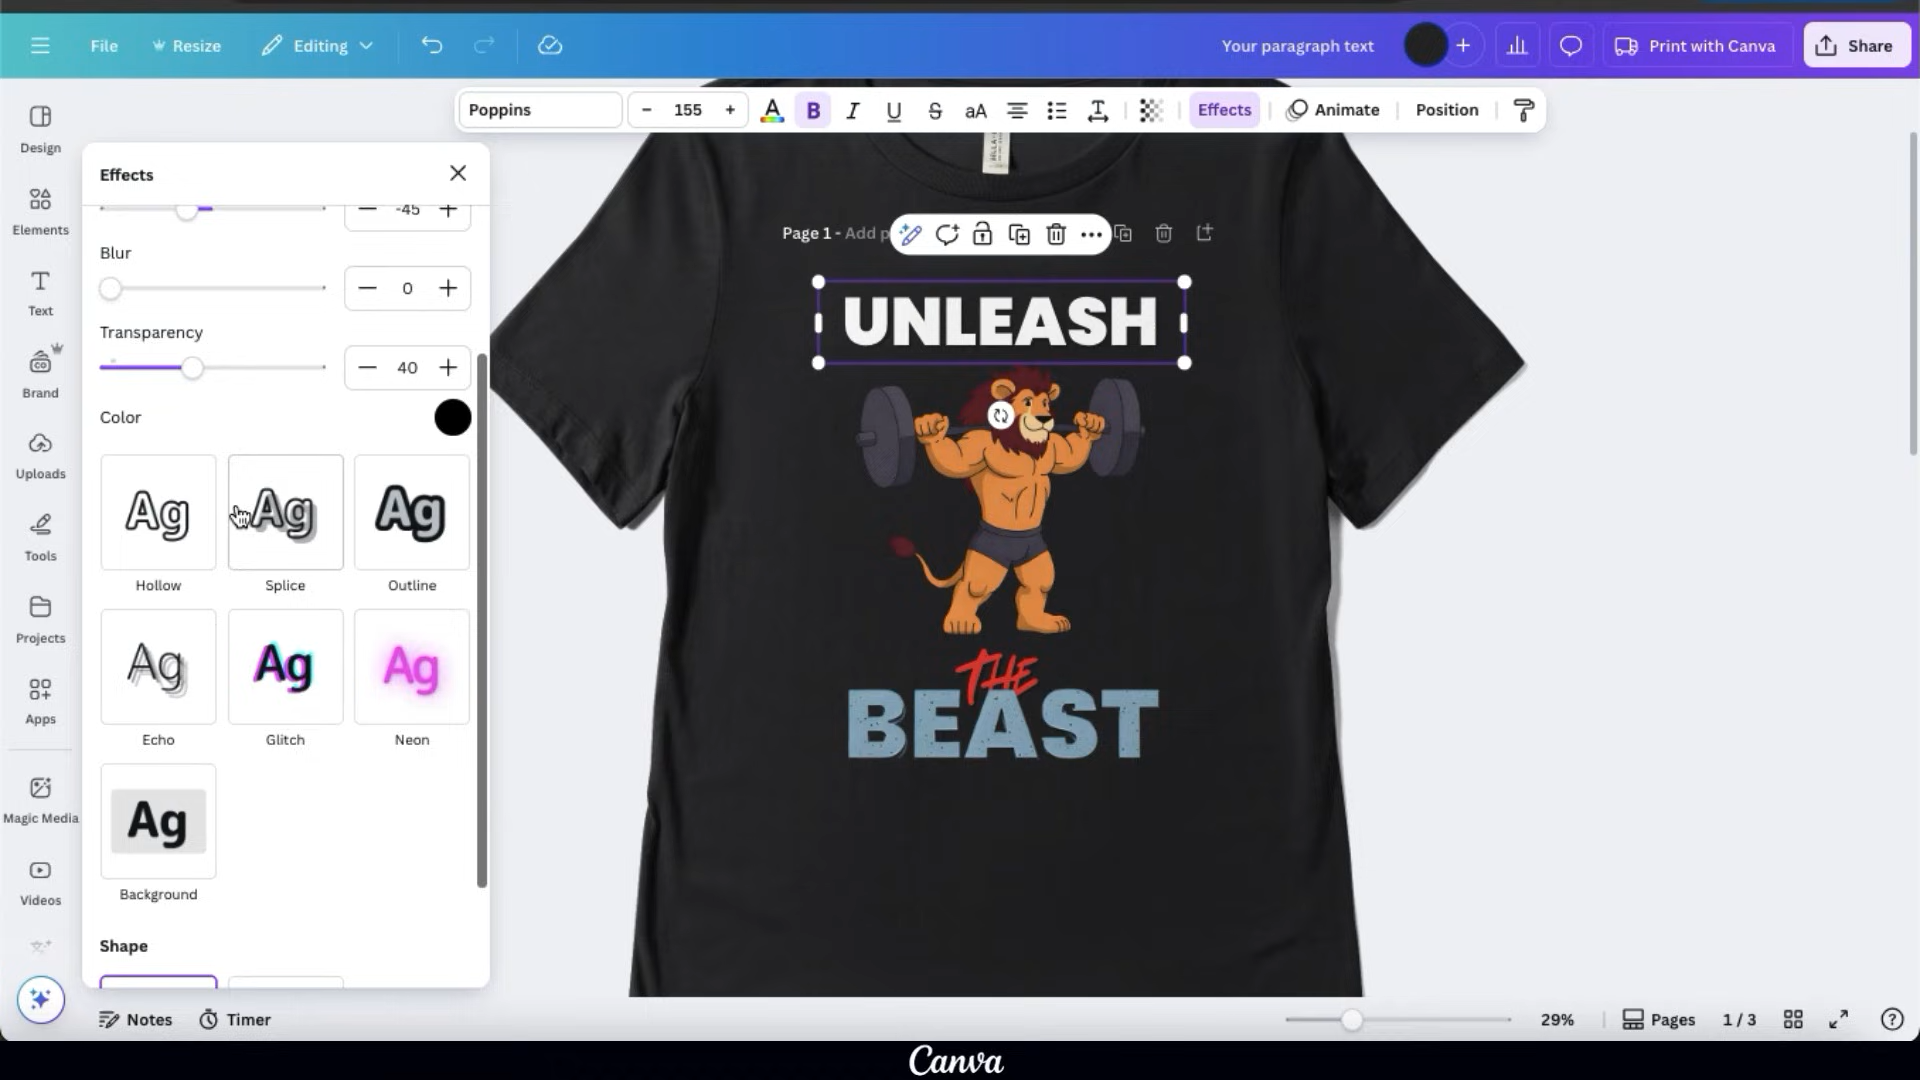 File
Resize
Editing
Your paragraph text
Print with Canva
Share
Poppins
155
A
B
I
U
S
aA
Effects
Animate
Position
Design
Elements
Text
Brand
Uploads
Tools
Projects
Apps
Magic Media
Videos
Effects
-45
Blur
0
Transparency
40
Color
Ag
Ag
Ag
Hollow
Splice
Outline
Ag
Ag
Ag
Echo
Glitch
Neon
Ag
Background
Shape
Page 1 - Add p
UNLEASH
THE
BEAST
Notes
Timer
29%
Pages
1 / 3
Canva